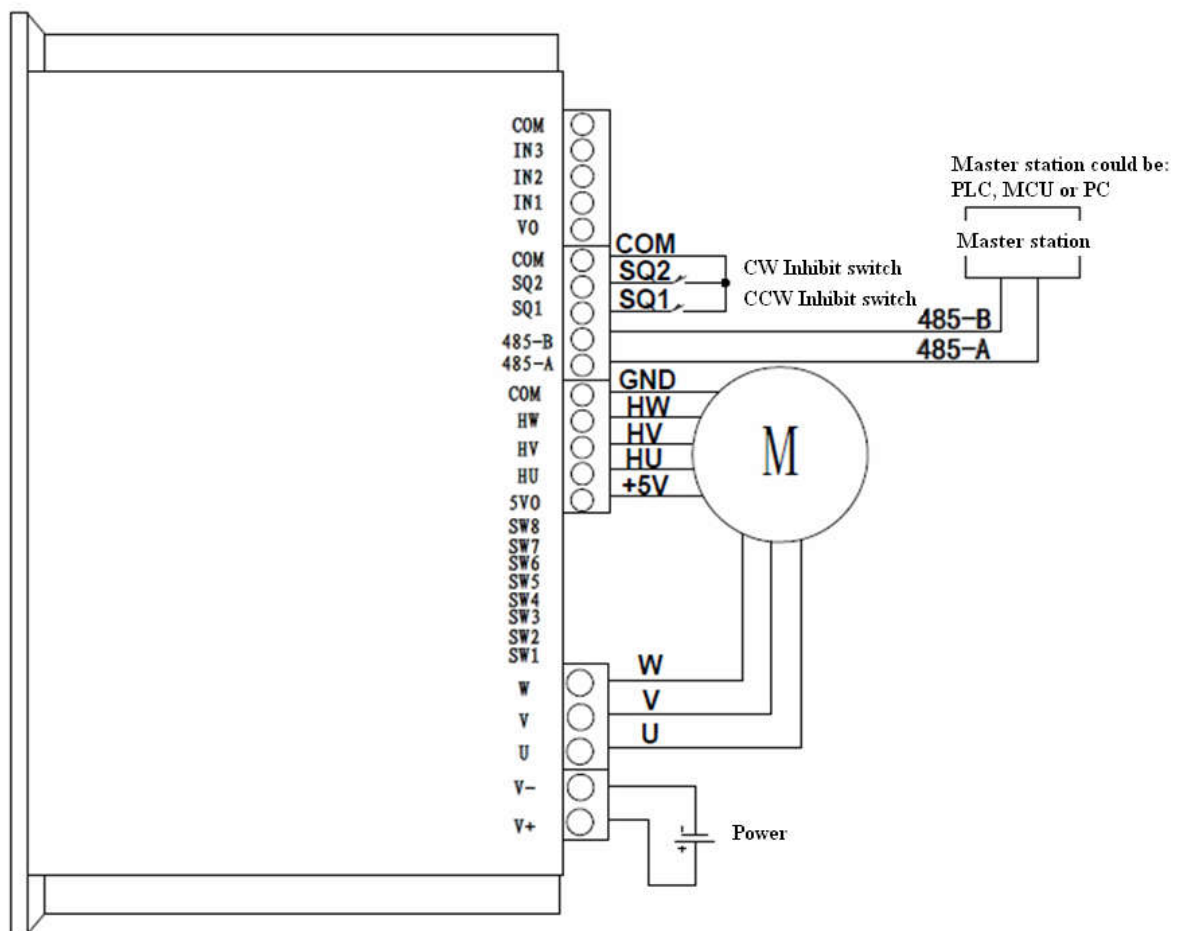 COM
IN3
IN2
IN1
VO
COM
SQ2
SQ1
485-B
485-A
COM
HW
HV
HU
5VO
SW8
SW7
SW6
SW5
SW4
SW3
SW2
SW1
W
V
U
V-
V+
COM
SQ2
SQ1
CW Inhibit switch
CCW Inhibit switch
Master station could be:
PLC, MCU or PC
Master station
485-B
485-A
GND
HW
HV
HU
+5V
M
W
V
U
-
+
Power